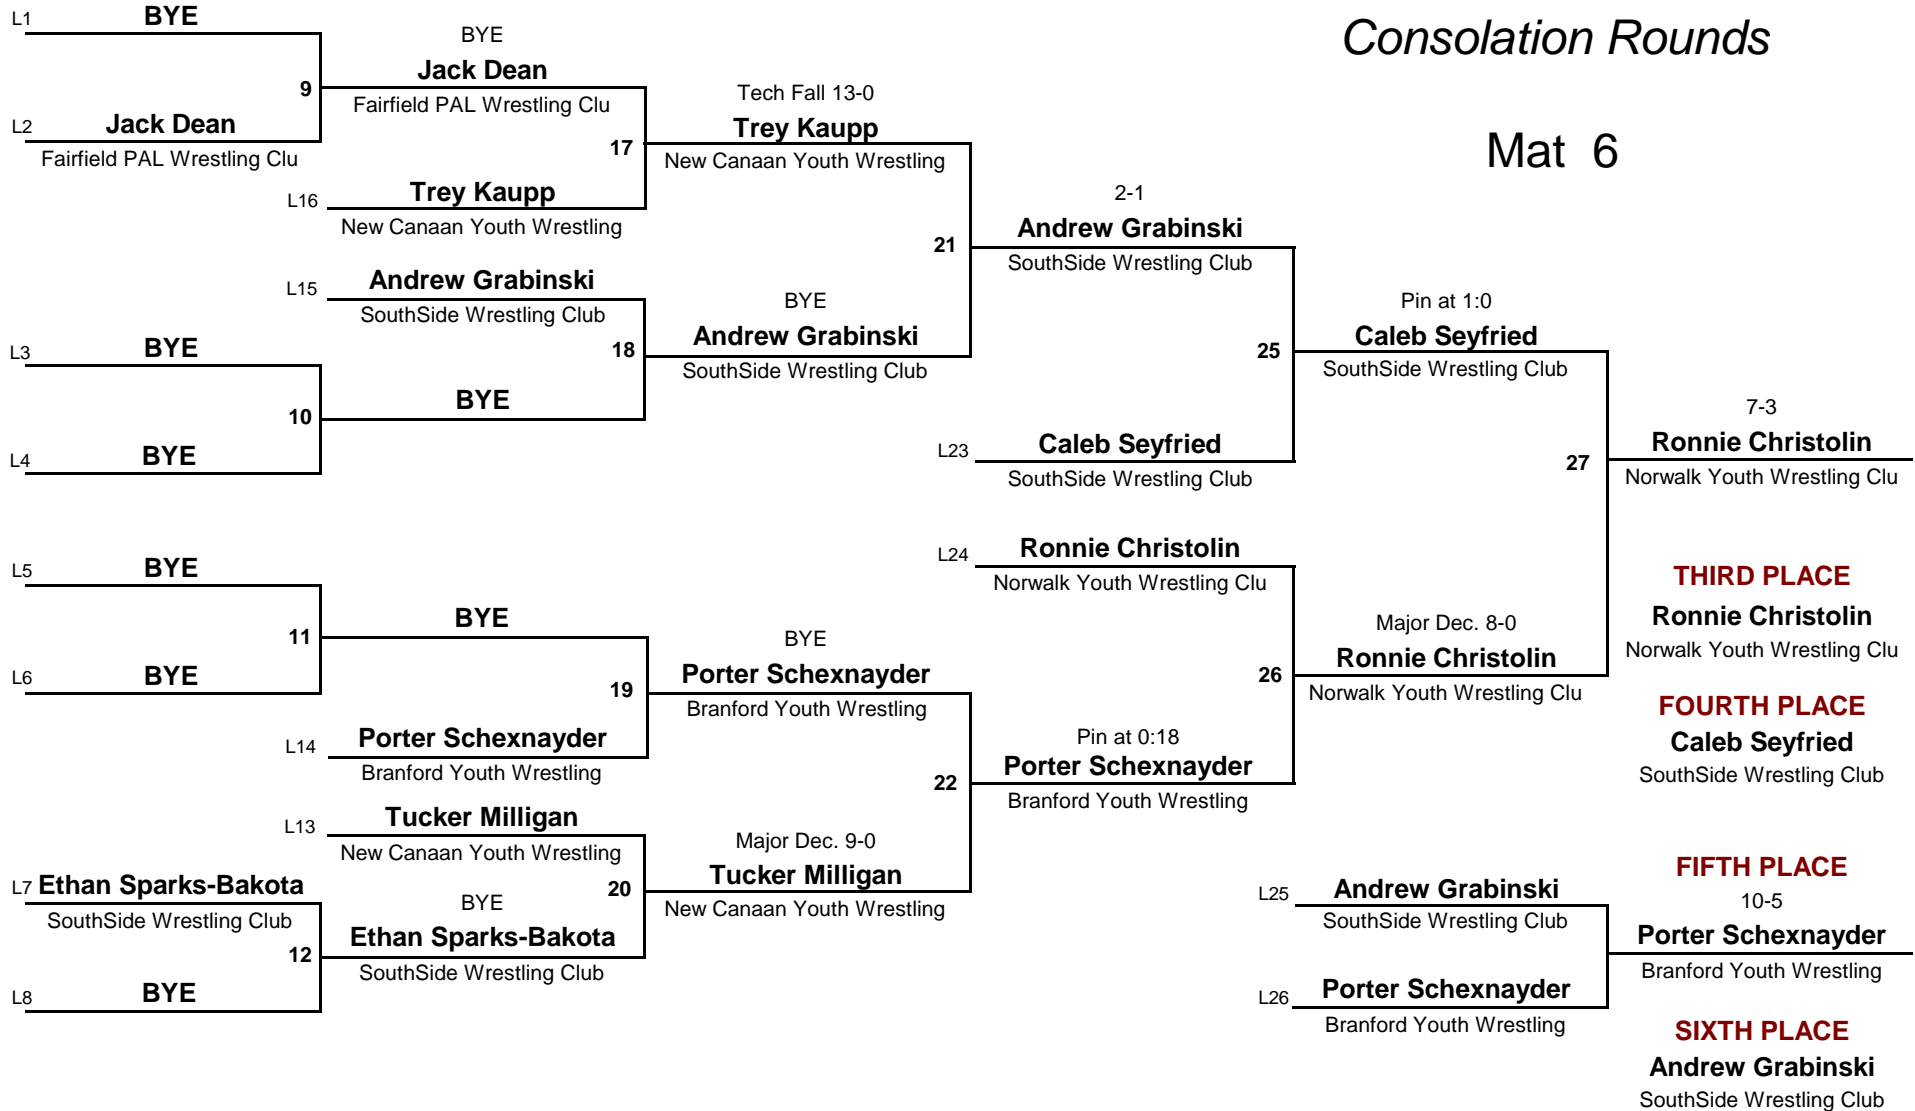 Consolation Rounds
Mat 6
L1 BYE
9
L2 Jack Dean
Fairfield PAL Wrestling Clu
BYE
Jack Dean
Fairfield PAL Wrestling Clu
17
L16 Trey Kaupp
New Canaan Youth Wrestling
Tech Fall 13-0
Trey Kaupp
New Canaan Youth Wrestling
21
L15 Andrew Grabinski
SouthSide Wrestling Club
18
L3 BYE
10
L4 BYE
BYE
BYE
Andrew Grabinski
SouthSide Wrestling Club
2-1
Andrew Grabinski
SouthSide Wrestling Club
25
L23 Caleb Seyfried
SouthSide Wrestling Club
Pin at 1:0
Caleb Seyfried
SouthSide Wrestling Club
27
7-3
Ronnie Christolin
Norwalk Youth Wrestling Clu
L5 BYE
11
L6 BYE
BYE
19
L14 Porter Schexnayder
Branford Youth Wrestling
BYE
Porter Schexnayder
Branford Youth Wrestling
22
L13 Tucker Milligan
New Canaan Youth Wrestling
20
L7 Ethan Sparks-Bakota
SouthSide Wrestling Club
12
L8 BYE
BYE
Ethan Sparks-Bakota
SouthSide Wrestling Club
Major Dec. 9-0
Tucker Milligan
New Canaan Youth Wrestling
L24 Ronnie Christolin
Norwalk Youth Wrestling Clu
26
Pin at 0:18
Porter Schexnayder
Branford Youth Wrestling
Major Dec. 8-0
Ronnie Christolin
Norwalk Youth Wrestling Clu
THIRD PLACE
Ronnie Christolin
Norwalk Youth Wrestling Clu
FOURTH PLACE
Caleb Seyfried
SouthSide Wrestling Club
L25 Andrew Grabinski
SouthSide Wrestling Club
L26 Porter Schexnayder
Branford Youth Wrestling
FIFTH PLACE
10-5
Porter Schexnayder
Branford Youth Wrestling
SIXTH PLACE
Andrew Grabinski
SouthSide Wrestling Club